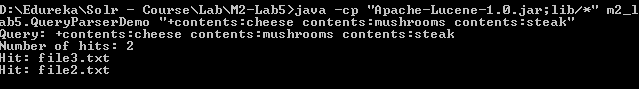 D:\Edureka\Solr - Course\Lab\M2-Lab5>java -cp "Apache-Lucene-1.0.jar;lib/*" m2_l
ab5.QueryParserDemo "+contents:cheese contents:mushrooms contents:steak"
Query: +contents:cheese contents:mushrooms contents:steak
Number of hits: 2
Hit: file3.txt
Hit: file2.txt